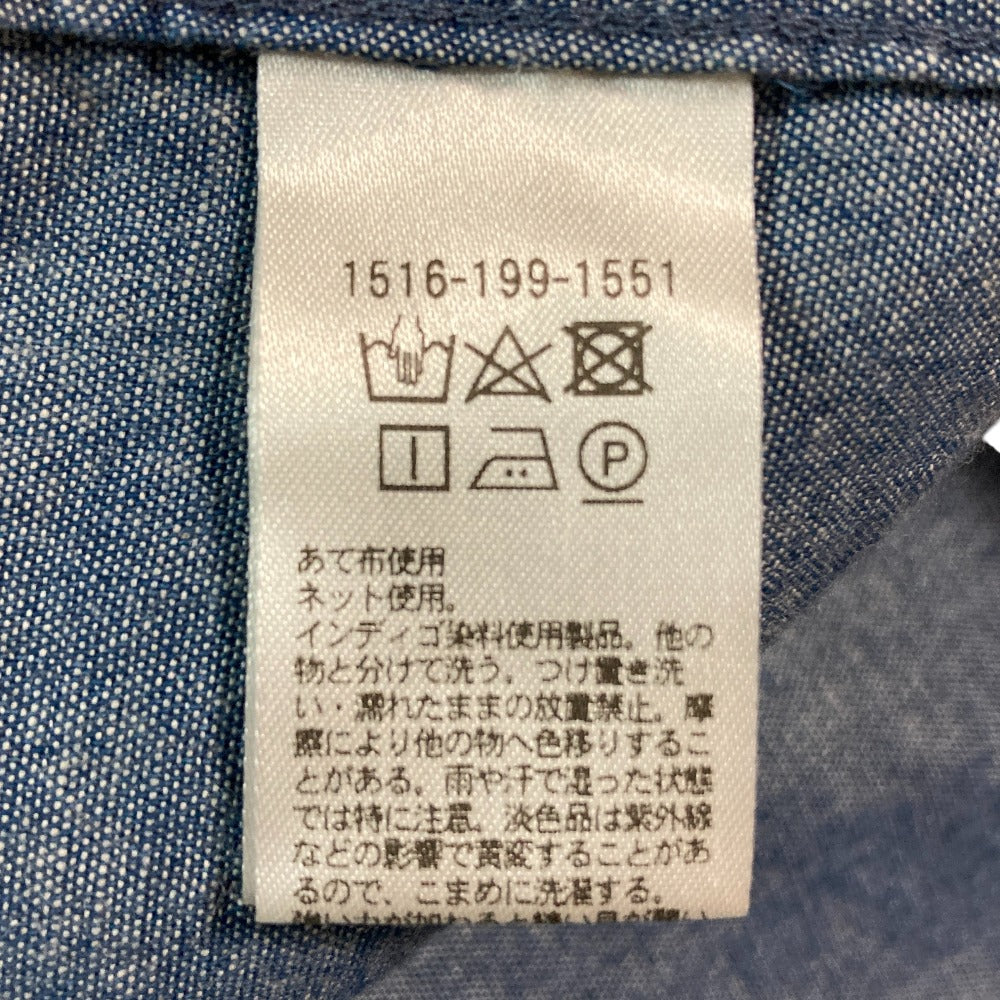 1516-199-1551
P
あて布使用
ネット使用。
インディゴ染料使用製品。他の
物と分けて洗う。つけ置き洗
い・濡れたままの放置禁止。摩
擦により他の物へ色移りするこ
とがある。雨や汗で湿った状態
では特に注意。淡色品は紫外線
などの影響で黄変することがあ
るので、こまめに洗濯する。